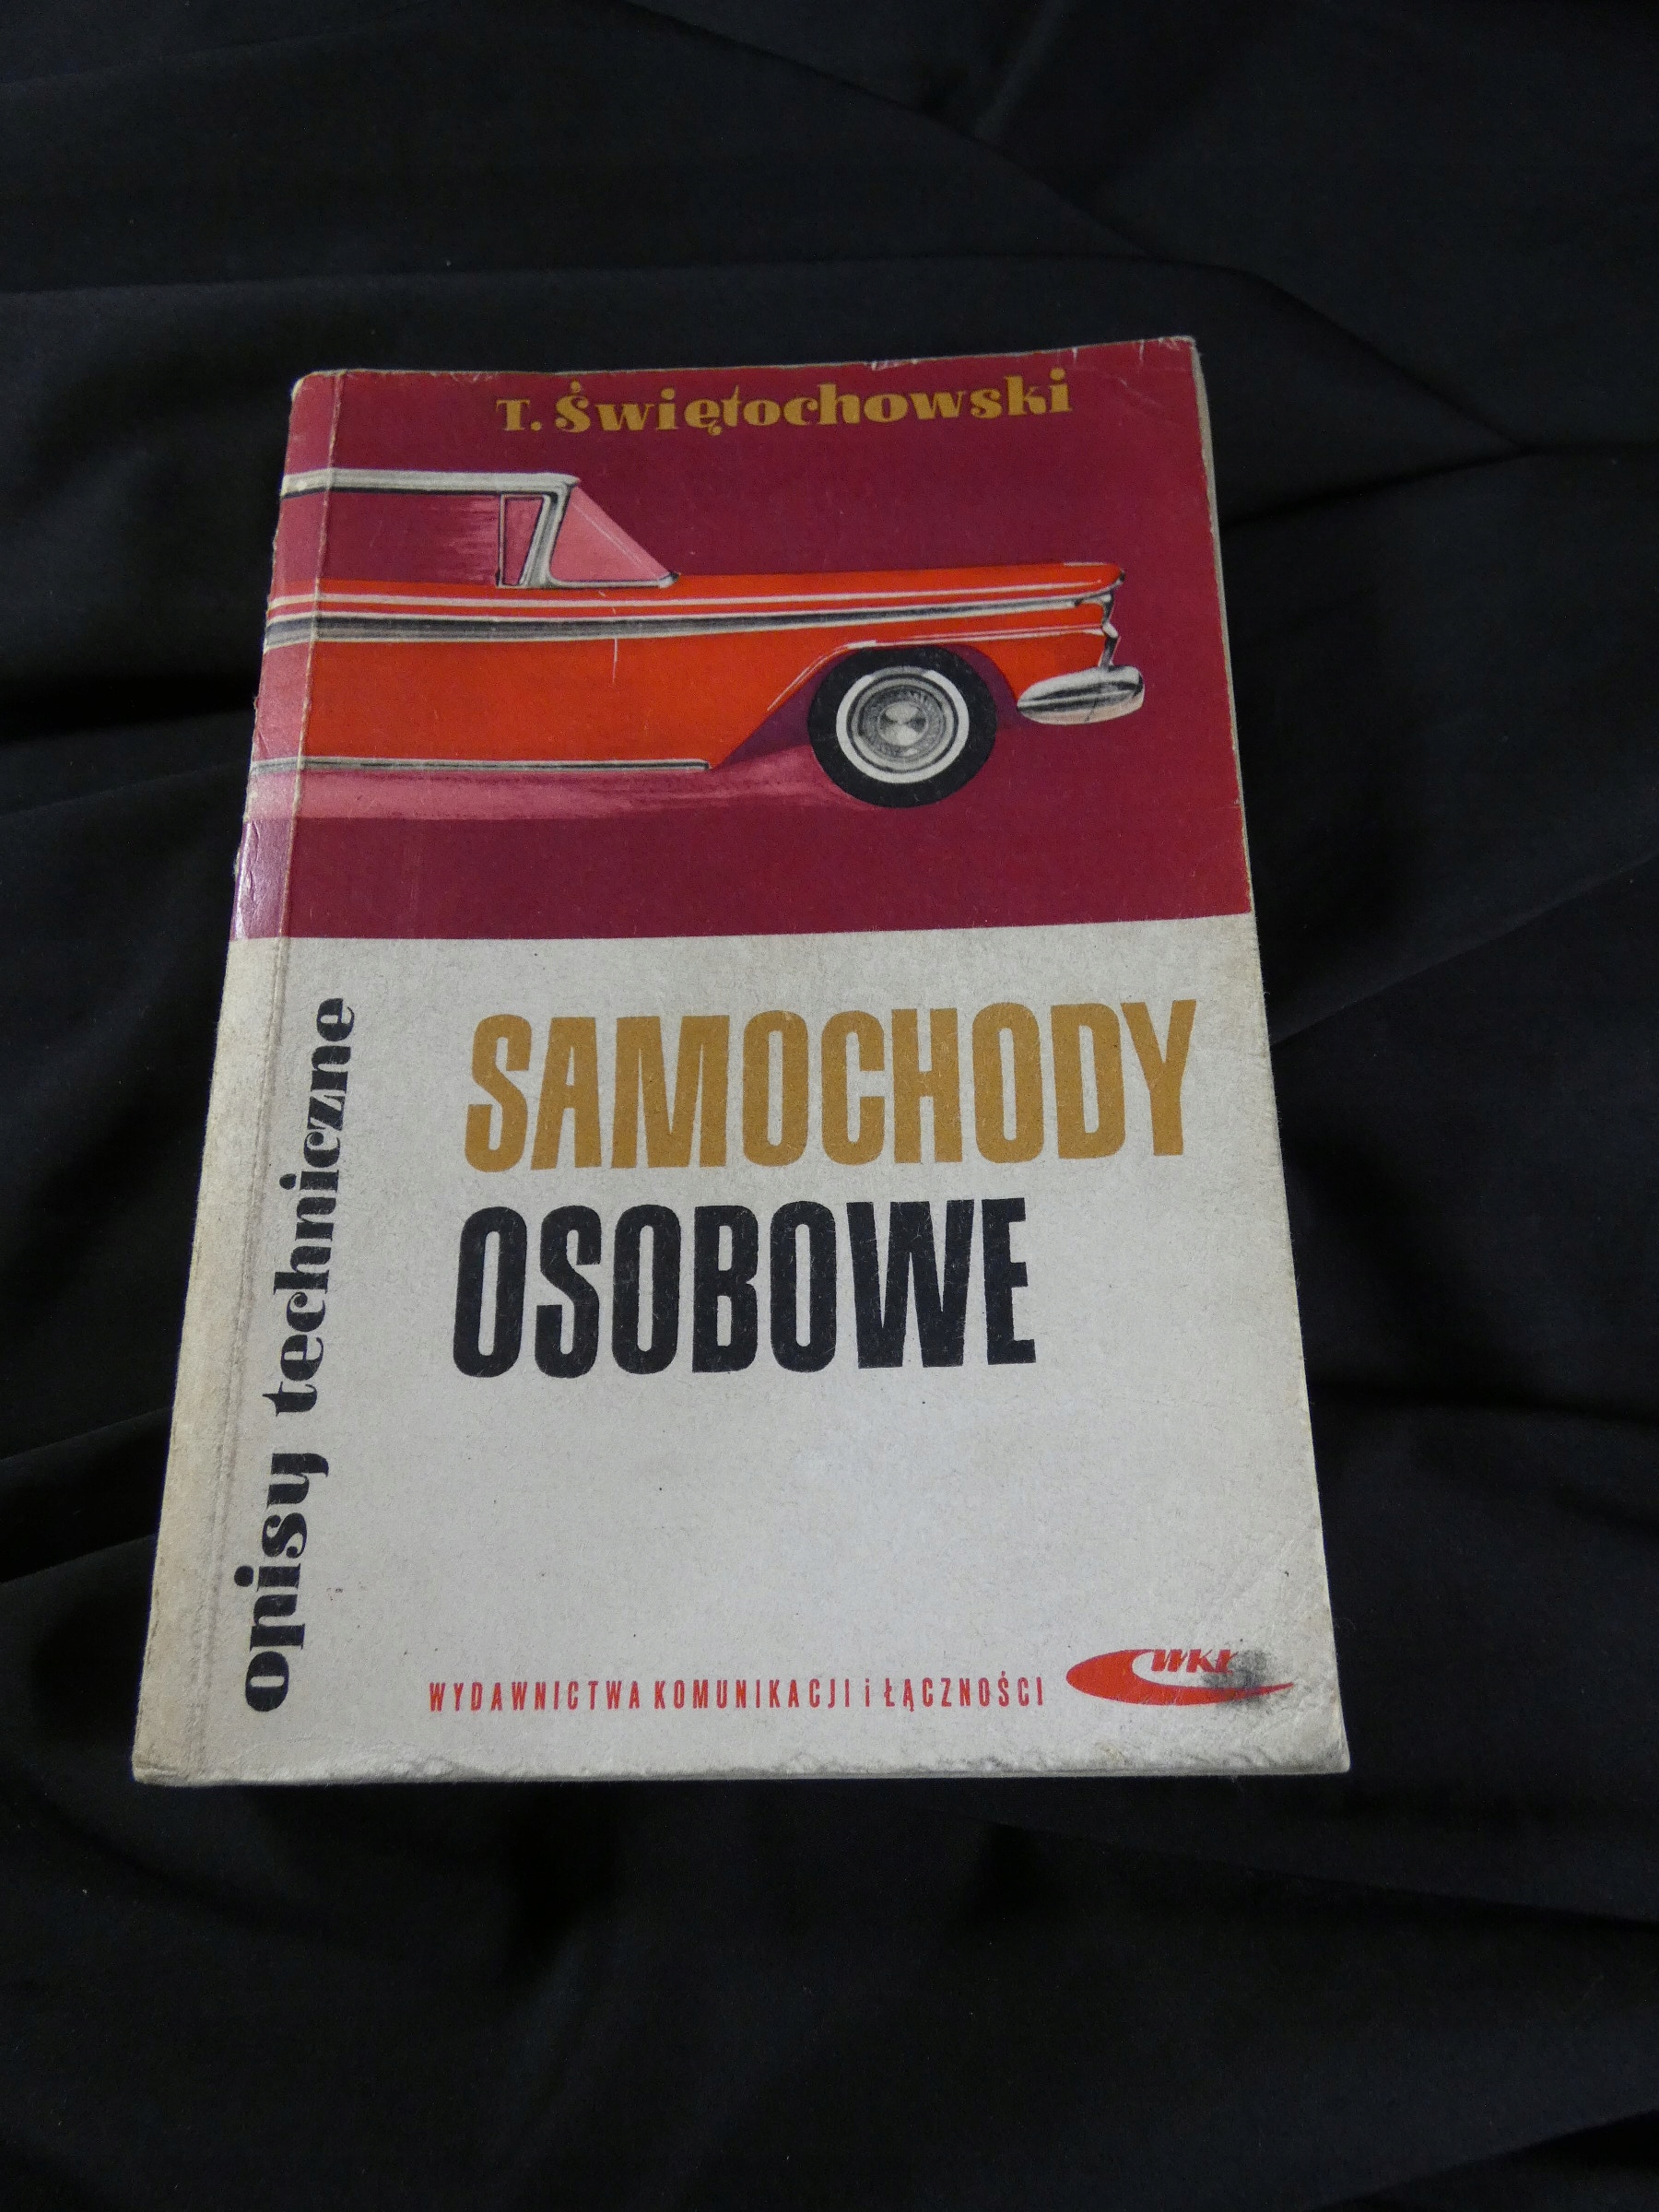 T. Świętochowski
SAMOCHODY
OSOBOWE
opisy techniczne
WYDAWNICTWA KOMUNIKACJI i ŁĄCZNOŚCI
WKŁ